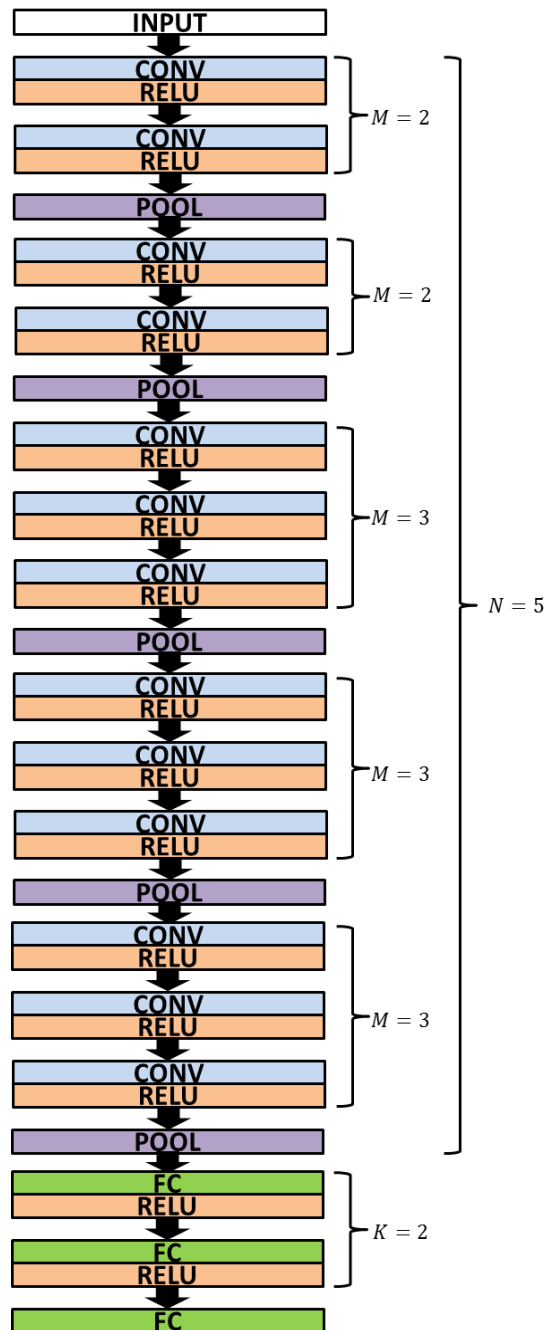 INPUT
CONV
RELU
CONV
RELU
M = 2
POOL
CONV
RELU
CONV
RELU
M = 2
POOL
CONV
RELU
CONV
RELU
CONV
RELU
M = 3
POOL
CONV
RELU
CONV
RELU
CONV
RELU
M = 3
POOL
CONV
RELU
CONV
RELU
CONV
RELU
M = 3
POOL
N = 5
FC
RELU
FC
RELU
K = 2
FC